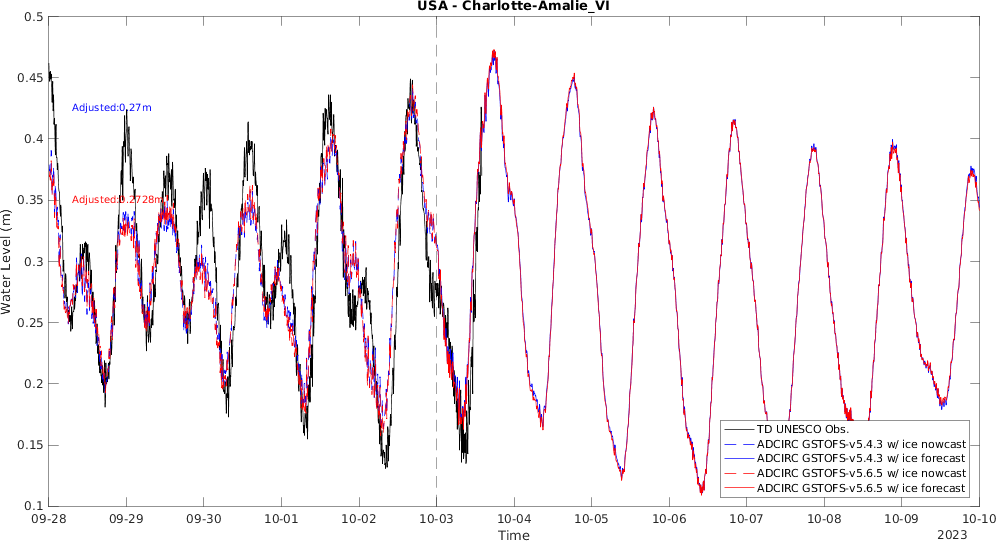 USA - Charlotte-Amalie_VI
0.5
0.45
0.4
0.35
0.3
0.25
0.2
0.15
0.1
Water Level (m)
Adjusted:0.27m
Adjusted:0.2728m
TD UNESCO Obs.
ADCIRC GSTOFS-v5.4.3 w/ ice nowcast
ADCIRC GSTOFS-v5.4.3 w/ ice forecast
ADCIRC GSTOFS-v5.6.5 w/ ice nowcast
ADCIRC GSTOFS-v5.6.5 w/ ice forecast
09-28 09-29 09-30 10-01 10-02 10-03 10-04 10-05 10-06 10-07 10-08 10-09 10-10
Time
2023